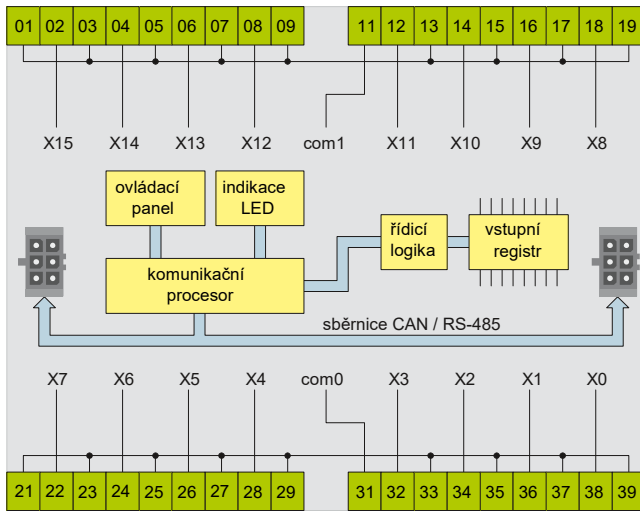 01 02 03 04 05 06 07 08 09 11 12 13 14 15 16 17 18 19
X15 X14 X13 X12 com1 X11 X10 X9 X8
ovládací
panel
indikace
LED
řídicí
logika
vstupní
registr
komunikační
procesor
sběrnice CAN / RS-485
X7 X6 X5 X4 com0 X3 X2 X1 X0
21 22 23 24 25 26 27 28 29 31 32 33 34 35 36 37 38 39